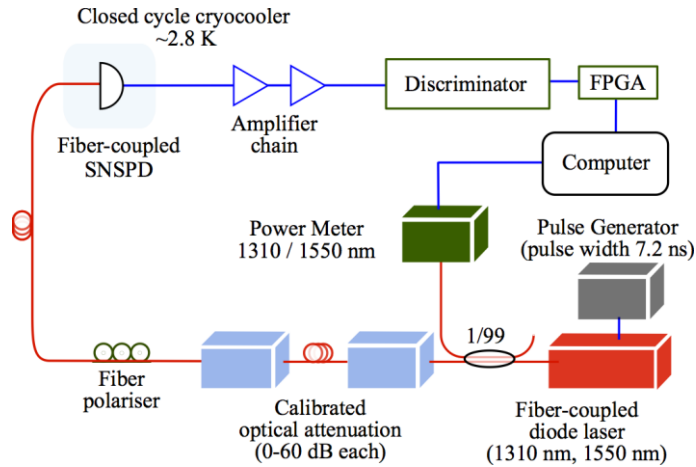 Closed cycle cryocooler
~2.8 K
Discriminator
FPGA
Amplifier
chain
Fiber-coupled
SNSPD
Computer
Power Meter
1310 / 1550 nm
Pulse Generator
(pulse width 7.2 ns)
1/99
Fiber
polariser
Calibrated
optical attenuation
(0-60 dB each)
Fiber-coupled
diode laser
(1310 nm, 1550 nm)